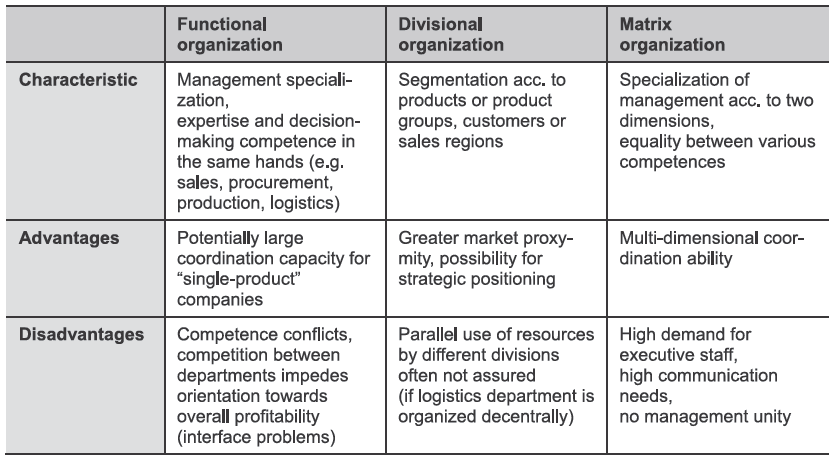 Functional organization
Divisional organization
Matrix organization
Characteristic
Management speciali-
zation,
expertise and decision-
making competence in
the same hands (e.g.
sales, procurement,
production, logistics)
Segmentation acc. to
products or product
groups, customers or
sales regions
Specialization of
management acc. to two
dimensions,
equality between various
competences
Advantages
Potentially large
coordination capacity for
“single-product”
companies
Greater market proxy-
mity, possibility for
strategic positioning
Multi-dimensional coor-
dination ability
Disadvantages
Competence conflicts,
competition between
departments impedes
orientation towards
overall profitability
(interface problems)
Parallel use of resources
by different divisions
often not assured
(if logistics department is
organized decentrally)
High demand for
executive staff,
high communication
needs,
no management unity